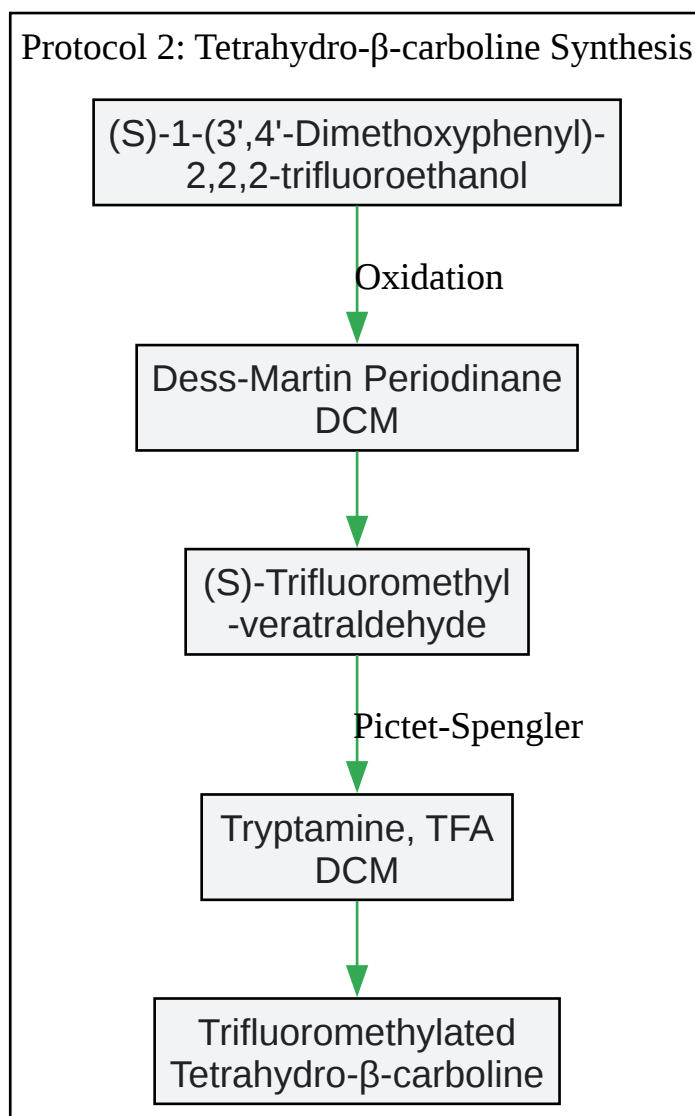 Protocol 2: Tetrahydro-β-carboline Synthesis
(S)-1-(3',4'-Dimethoxyphenyl)-
2,2,2-trifluoroethanol
Oxidation
Dess-Martin Periodinane
DCM
(S)-Trifluoromethyl
-veratraldehyde
Pictet-Spengler
Tryptamine, TFA
DCM
Trifluoromethylated
Tetrahydro-β-carboline